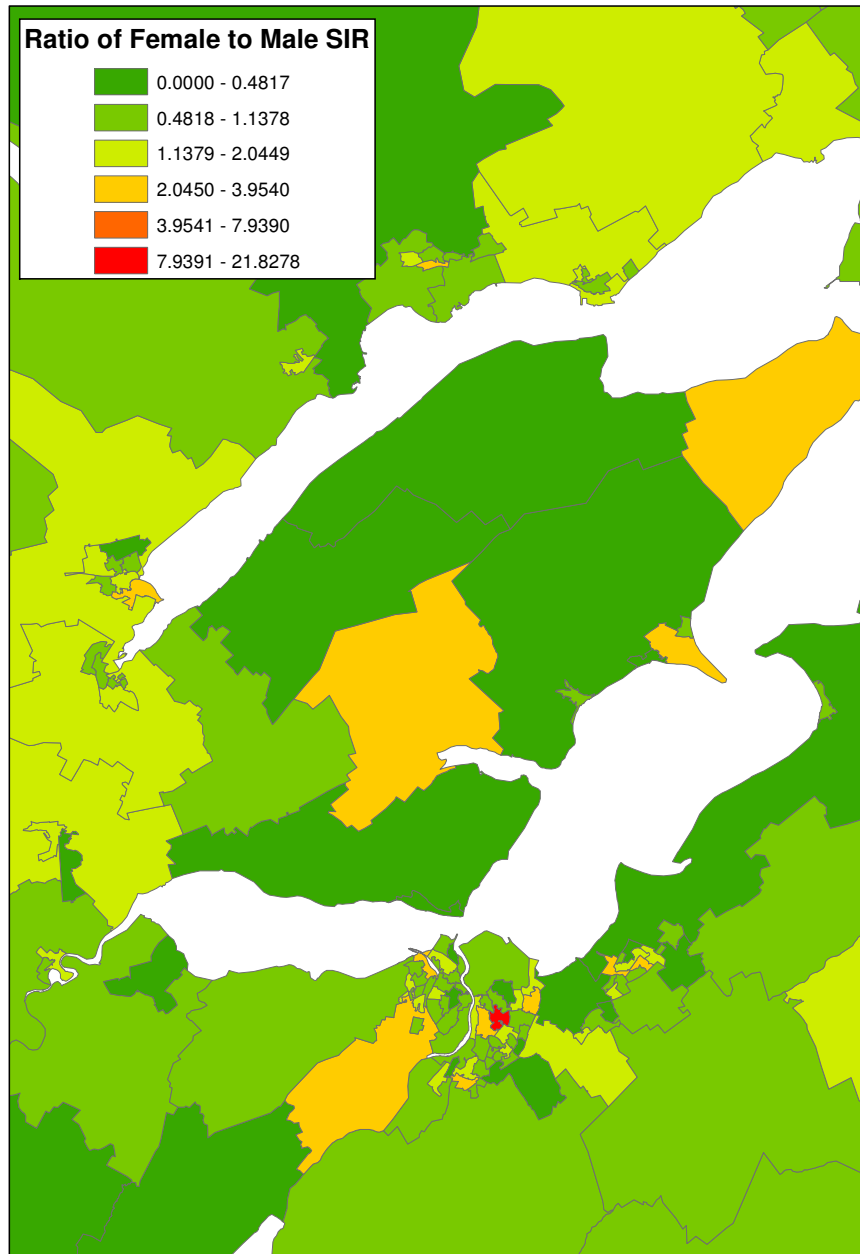 Ratio of Female to Male SIR
0.0000 - 0.4817
0.4818 - 1.1378
1.1379 - 2.0449
2.0450 - 3.9540
3.9541 - 7.9390
7.9391 - 21.8278